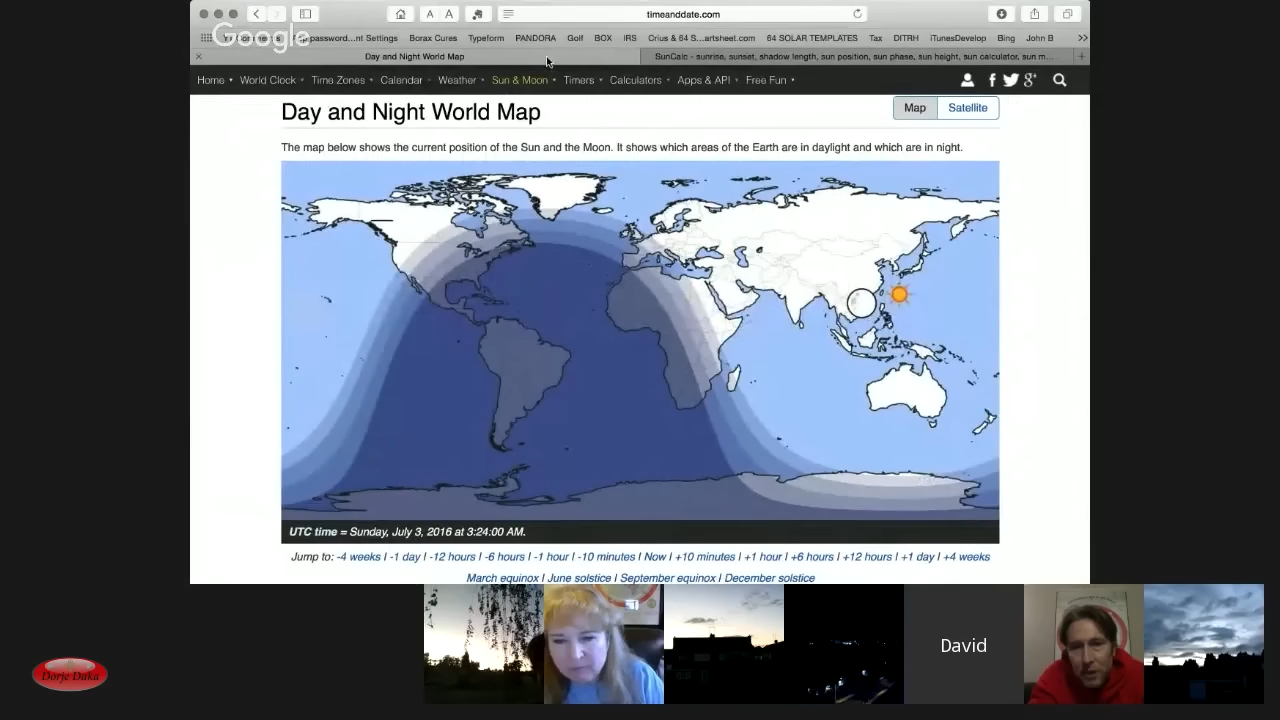 timeanddate.com
Google
password...nt Settings Borax Cures Typeform PANDORA Golf BOX IRS Crius & 64 S...artsheet.com 64 SOLAR TEMPLATES Tax DITRH iTunesDevelop Bing John B
Day and Night World Map
SunCalc - sunrise, sunset, shadow length, sun position, sun phase, sun height, sun calculator, sun m...
Home World Clock Time Zones Calendar Weather Sun & Moon Timers Calculators Apps & API Free Fun
Day and Night World Map
Map Satellite
The map below shows the current position of the Sun and the Moon. It shows which areas of the Earth are in daylight and which are in night.
UTC time = Sunday, July 3, 2016 at 3:24:00 AM.
Jump to: -4 weeks | -1 day | -12 hours | -6 hours | -1 hour | -10 minutes | Now | +10 minutes | +1 hour | +6 hours | +12 hours | +1 day | +4 weeks
March equinox | June solstice | September equinox | December solstice
David
Dorje Daka